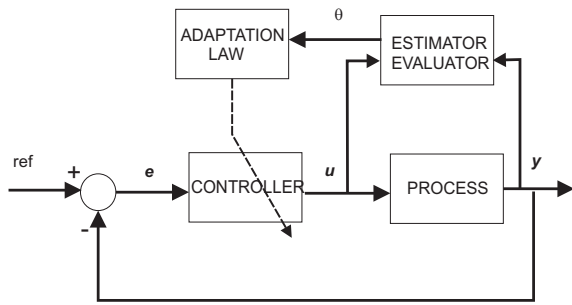 θ
ADAPTATION
LAW
ESTIMATOR
EVALUATOR
ref
+
e
CONTROLLER
u
PROCESS
y
-